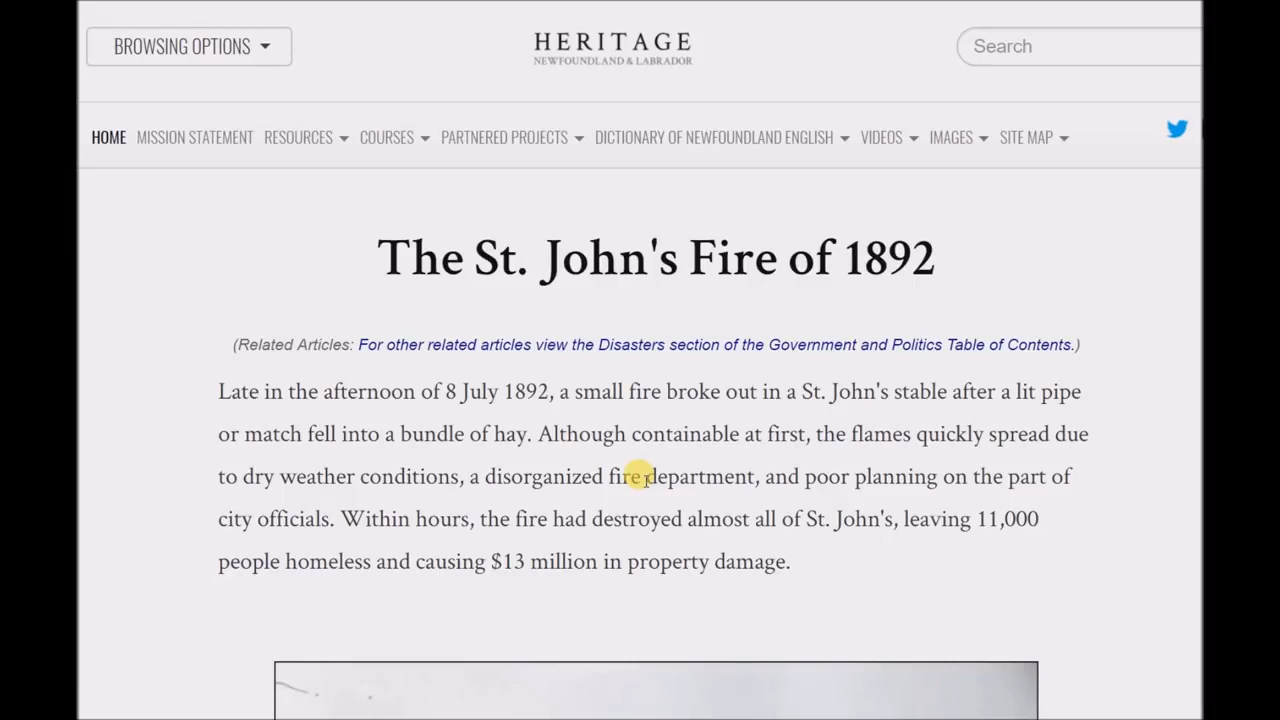 BROWSING OPTIONS
HERITAGE
NEWFOUNDLAND & LABRADOR
Search
HOME MISSION STATEMENT RESOURCES COURSES PARTNERED PROJECTS DICTIONARY OF NEWFOUNDLAND ENGLISH VIDEOS IMAGES SITE MAP
The St. John's Fire of 1892
(Related Articles: For other related articles view the Disasters section of the Government and Politics Table of Contents.)
Late in the afternoon of 8 July 1892, a small fire broke out in a St. John's stable after a lit pipe
or match fell into a bundle of hay. Although containable at first, the flames quickly spread due
to dry weather conditions, a disorganized fire department, and poor planning on the part of
city officials. Within hours, the fire had destroyed almost all of St. John's, leaving 11,000
people homeless and causing $13 million in property damage.